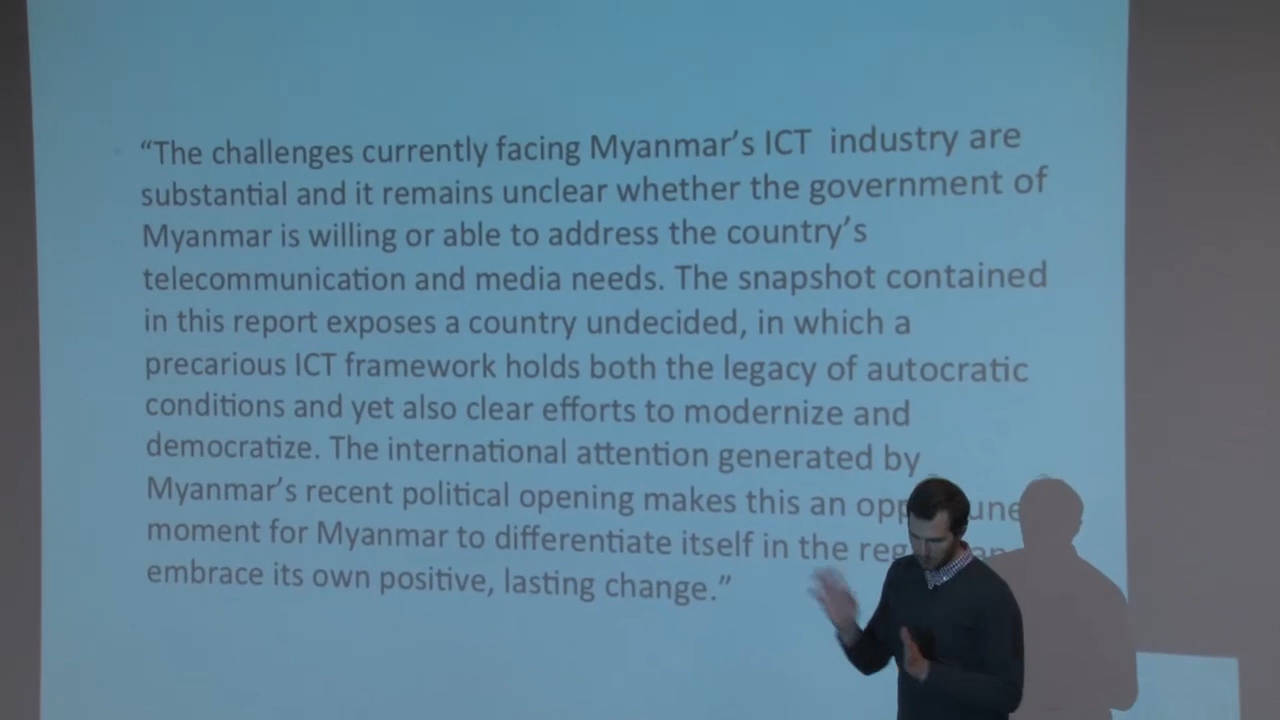 “The challenges currently facing Myanmar’s ICT industry are
substantial and it remains unclear whether the government of
Myanmar is willing or able to address the country’s
telecommunication and media needs. The snapshot contained
in this report exposes a country undecided, in which a
precarious ICT framework holds both the legacy of autocratic
conditions and yet also clear efforts to modernize and
democratize. The international attention generated by
Myanmar’s recent political opening makes this an
moment for Myanmar to differentiate itself in the
embrace its own positive, lasting change.”